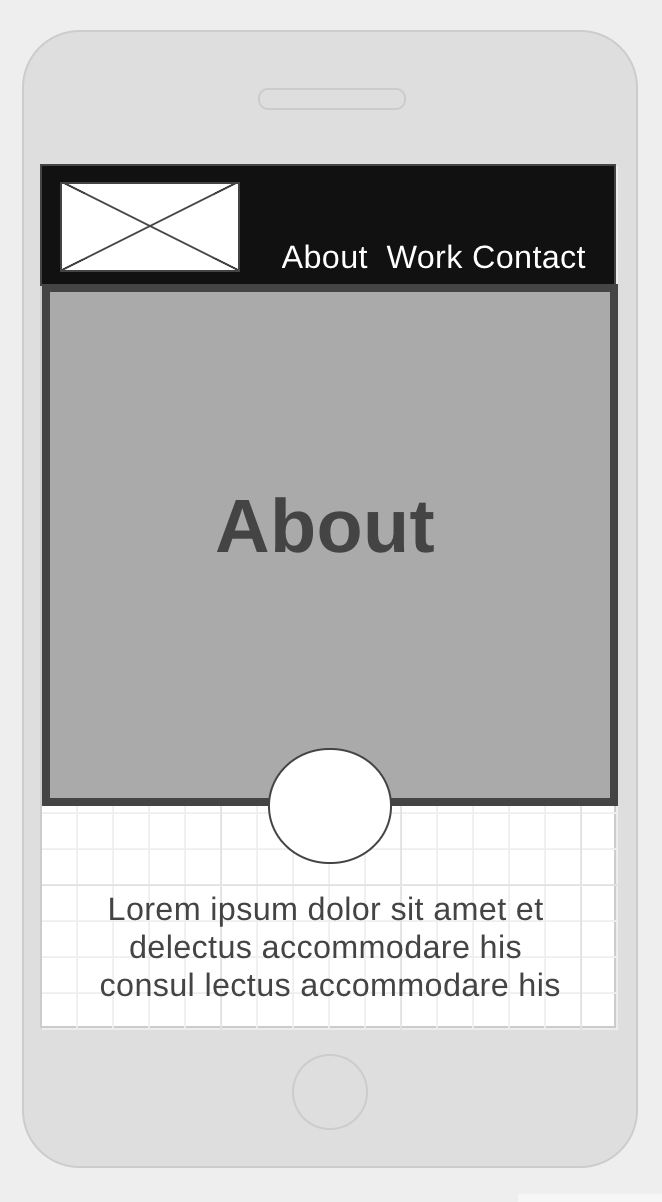 About Work Contact
About
Lorem ipsum dolor sit amet et
delectus accommodare his
consul lectus accommodare his